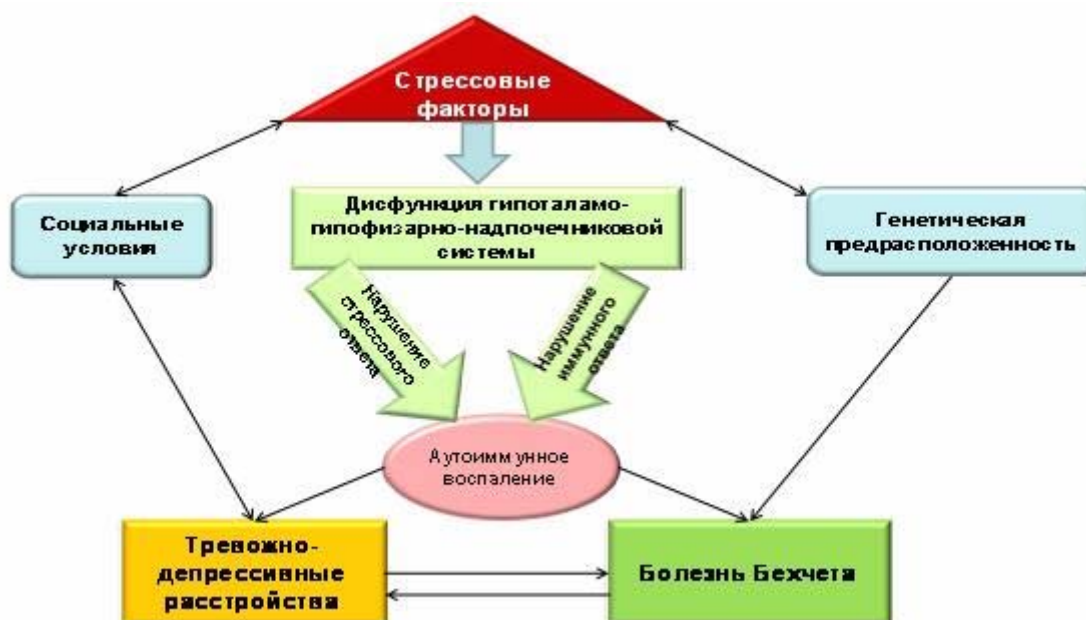 Стрессовые
факторы
Социальные
условия
Дисфункция гипоталамо-
гипофизарно-надпочечниковой
системы
Генетическая
предрасположенность
Нарушение
стрессового
ответа
Нарушение
иммунного
ответа
Аутоиммунное
воспаление
Тревожно-
депрессивные
расстройства
Болезнь Бехчета